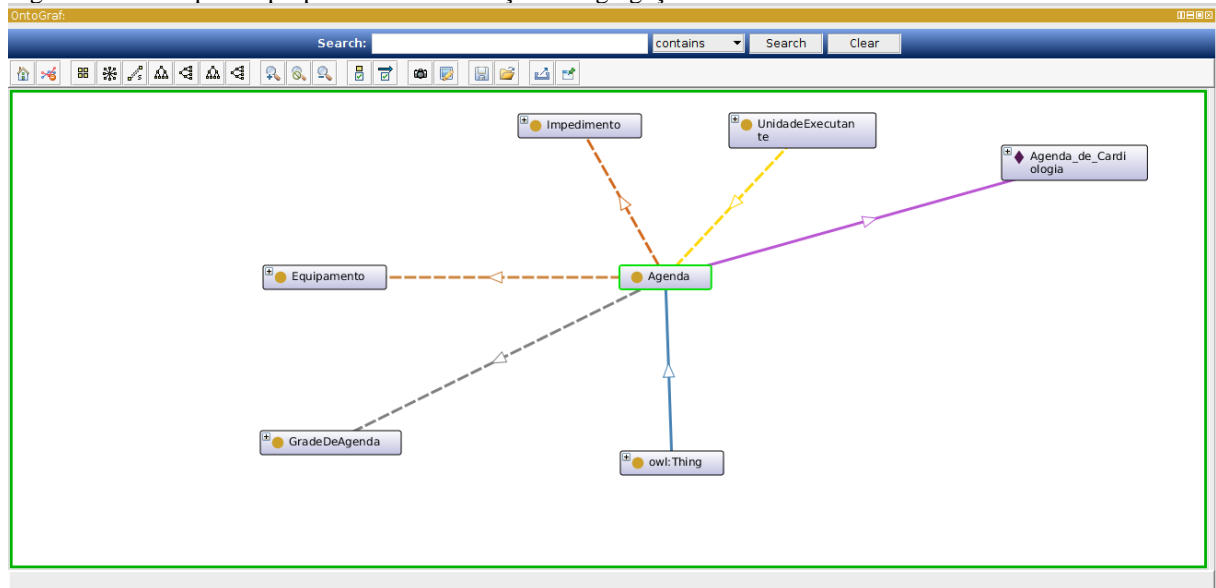 OntoGraf:
Search: contains Search Clear
Impedimento
UnidadeExecutan
te
Agenda_de_Cardi
ologia
Equipamento
Agenda
GradeDeAgenda
owl:Thing